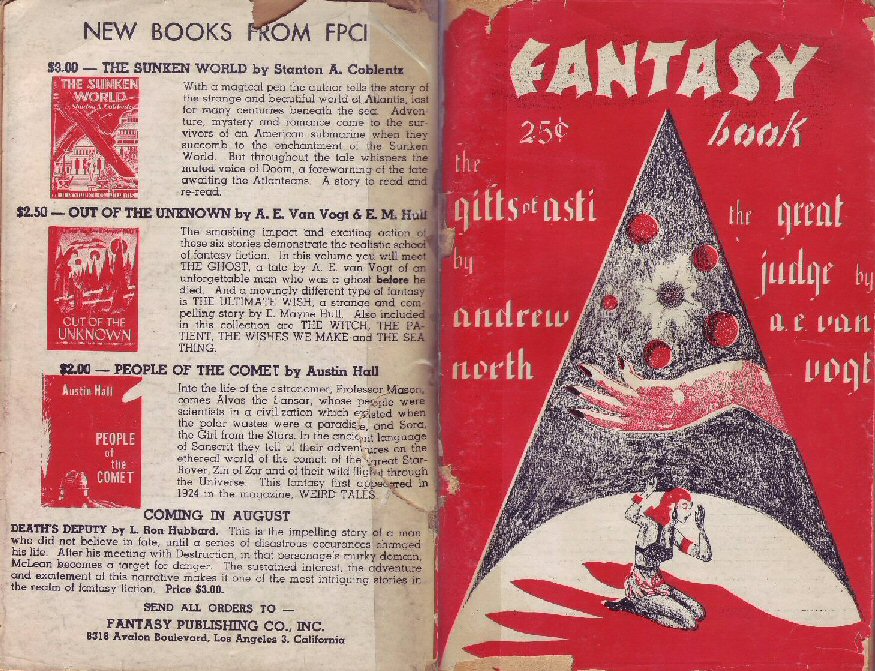 NEW BOOKS FROM FPCI
$3.00 — THE SUNKEN WORLD by Stanton A. Coblentz
THE SUNKEN
WORLD
Stanton A. Coblentz
With a magical pen the author tells the story of
the strange and beautiful world of Atlantis, lost
for many centuries beneath the sea. Adven-
ture, mystery and romance came to the sur-
vivors of an American submarine when they
succomb to the enchantment of the Sunken
World. But throughout the tale whispers the
muted voice of Doom, a forewarning of the fate
awaiting the Atlanteans. A story to read and
re-read.
$2.50 — OUT OF THE UNKNOWN by A. E. Van Vogt & E. M. Hull
OUT OF THE
UNKNOWN
The smashing impact and exciting action of
these six stories demonstrate the realistic school
of fantasy fiction. In this volume you will meet
THE GHOST, a tale by A. E. van Vogt of an
unforgettable man who was a ghost before he
died. And a movingly different type of fantasy
is THE ULTIMATE WISH, a strange and com-
pelling story by E. Mayne Hull. Also included
in this collection are THE WITCH, THE PA-
TIENT, THE WISHES WE MAKE and THE SEA
THING.
$2.00 — PEOPLE OF THE COMET by Austin Hall
Austin Hall
PEOPLE
of
the
COMET
Into the life of the astronomer, Professor Mason,
comes Alvas the Lansar, whose people were
scientists in a civilization which existed when
the polar wastes were a paradise, and Sora,
the Girl from the Stars. In the ancient language
of Sanscrit they tell of their adventures on the
ethereal world of the comet; of the great Star-
Rover, Zin of Zar and of their wild flight through
the Universe. This fantasy first appeared in
1924 in the magazine, WEIRD TALES.
COMING IN AUGUST
DEATH'S DEPUTY by L. Ron Hubbard. This is the impelling story of a man
who did not believe in fate, until a series of disastrous occurances changed
his life. After his meeting with Destruction, in that personage's murky domain,
McLean becomes a target for danger. The sustained interest, the adventure
and excitement of this narrative makes it one of the most intriguing stories in
the realm of fantasy fiction. Price $3.00.
SEND ALL ORDERS TO —
FANTASY PUBLISHING CO., INC.
8318 Avalon Boulevard, Los Angeles 3, California
FANTASY
25¢
book
the
gifts of asti
by
andrew
north
the great
judge by
a.e. van
vogt